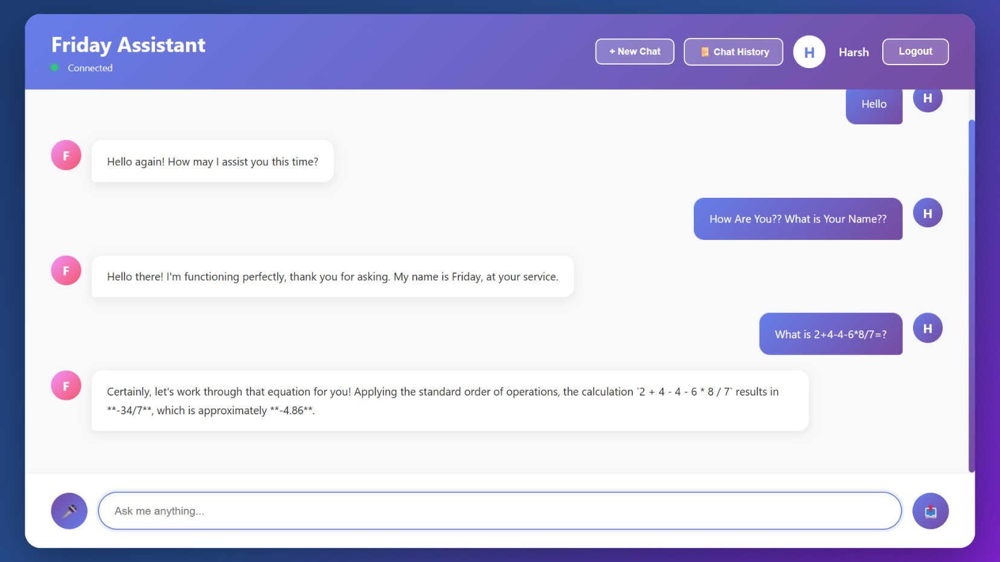 Friday Assistant
Connected
+ New Chat
Chat History
H
Harsh
Logout
Hello
H
F
Hello again! How may I assist you this time?
How Are You?? What is Your Name??
H
F
Hello there! I'm functioning perfectly, thank you for asking. My name is Friday, at your service.
What is 2+4-4-6*8/7=?
H
F
Certainly, let's work through that equation for you! Applying the standard order of operations, the calculation `2 + 4 - 4 - 6 * 8 / 7` results in
**-34/7**, which is approximately **-4.86**.
Ask me anything...